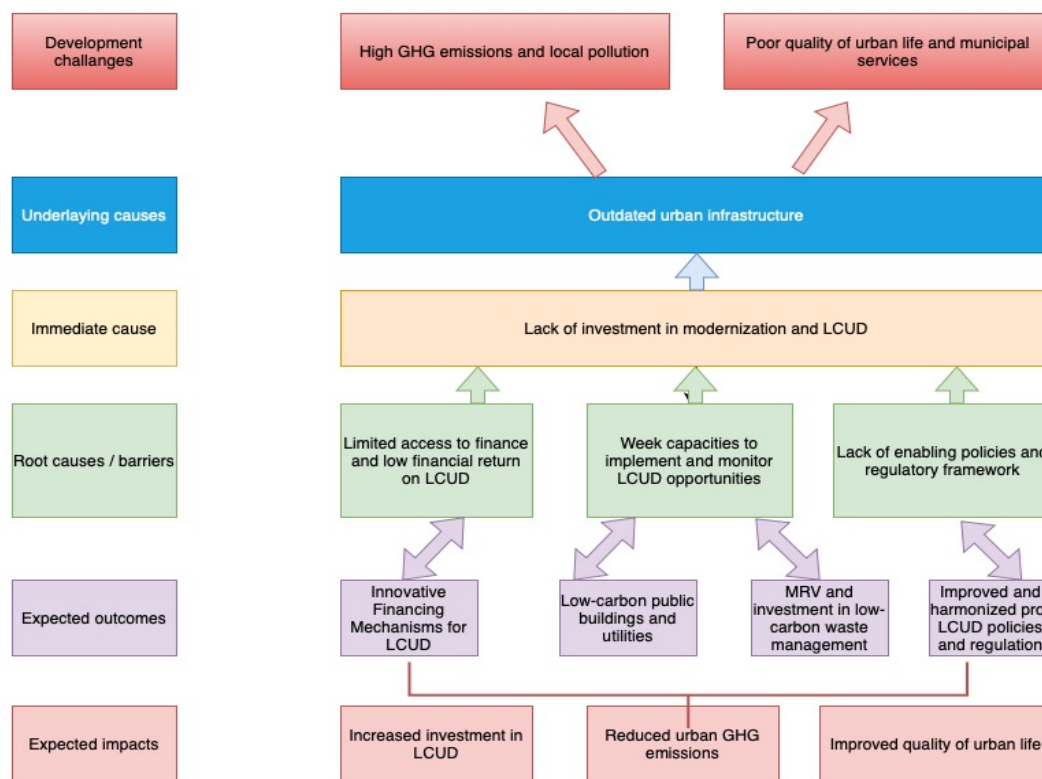 Development
challanges
High GHG emissions and local pollution
Poor quality of urban life and municipal
services
Underlaying causes
Outdated urban infrastructure
Immediate cause
Lack of investment in modernization and LCUD
Root causes / barriers
Limited access to finance
and low financial return
on LCUD
Week capacities to
implement and monitor
LCUD opportunities
Lack of enabling policies and
regulatory framework
Expected outcomes
Innovative
Financing
Mechanisms for
LCUD
Low-carbon public
buildings and
utilities
MRV and
investment in low-
carbon waste
management
Improved and
harmonized pro
LCUD policies
and regulation
Expected impacts
Increased investment in
LCUD
Reduced urban GHG
emissions
Improved quality of urban life